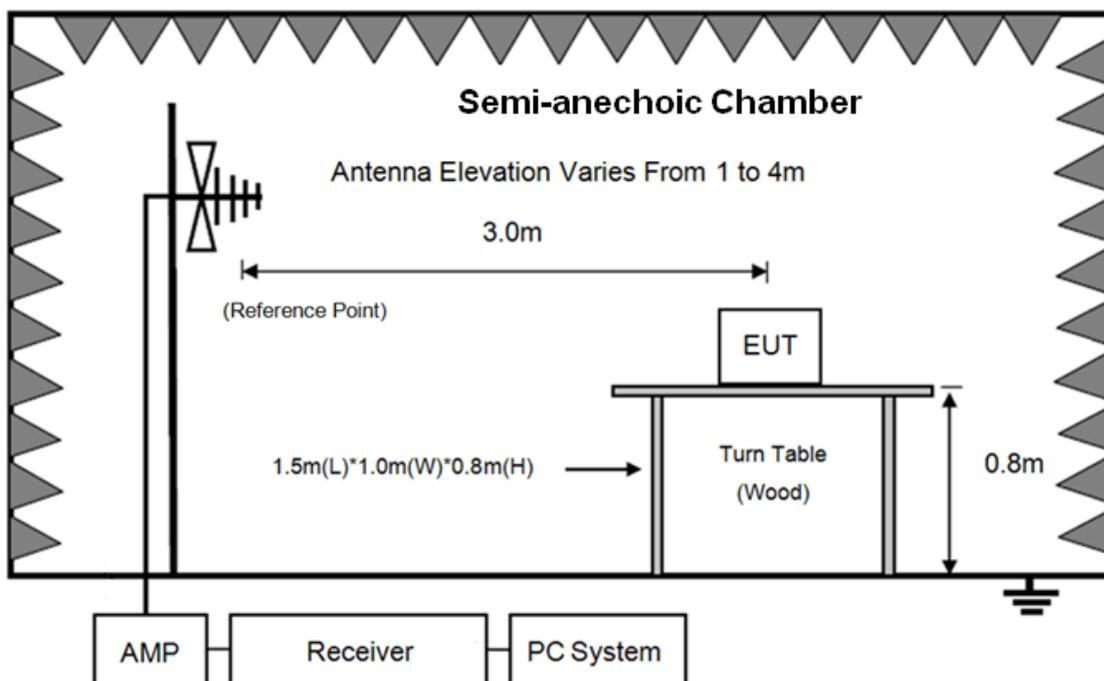 Semi-anechoic Chamber
Antenna Elevation Varies From 1 to 4m
3.0m
(Reference Point)
EUT
1.5m(L)*1.0m(W)*0.8m(H)
Turn Table
(Wood)
0.8m
AMP
Receiver
PC System